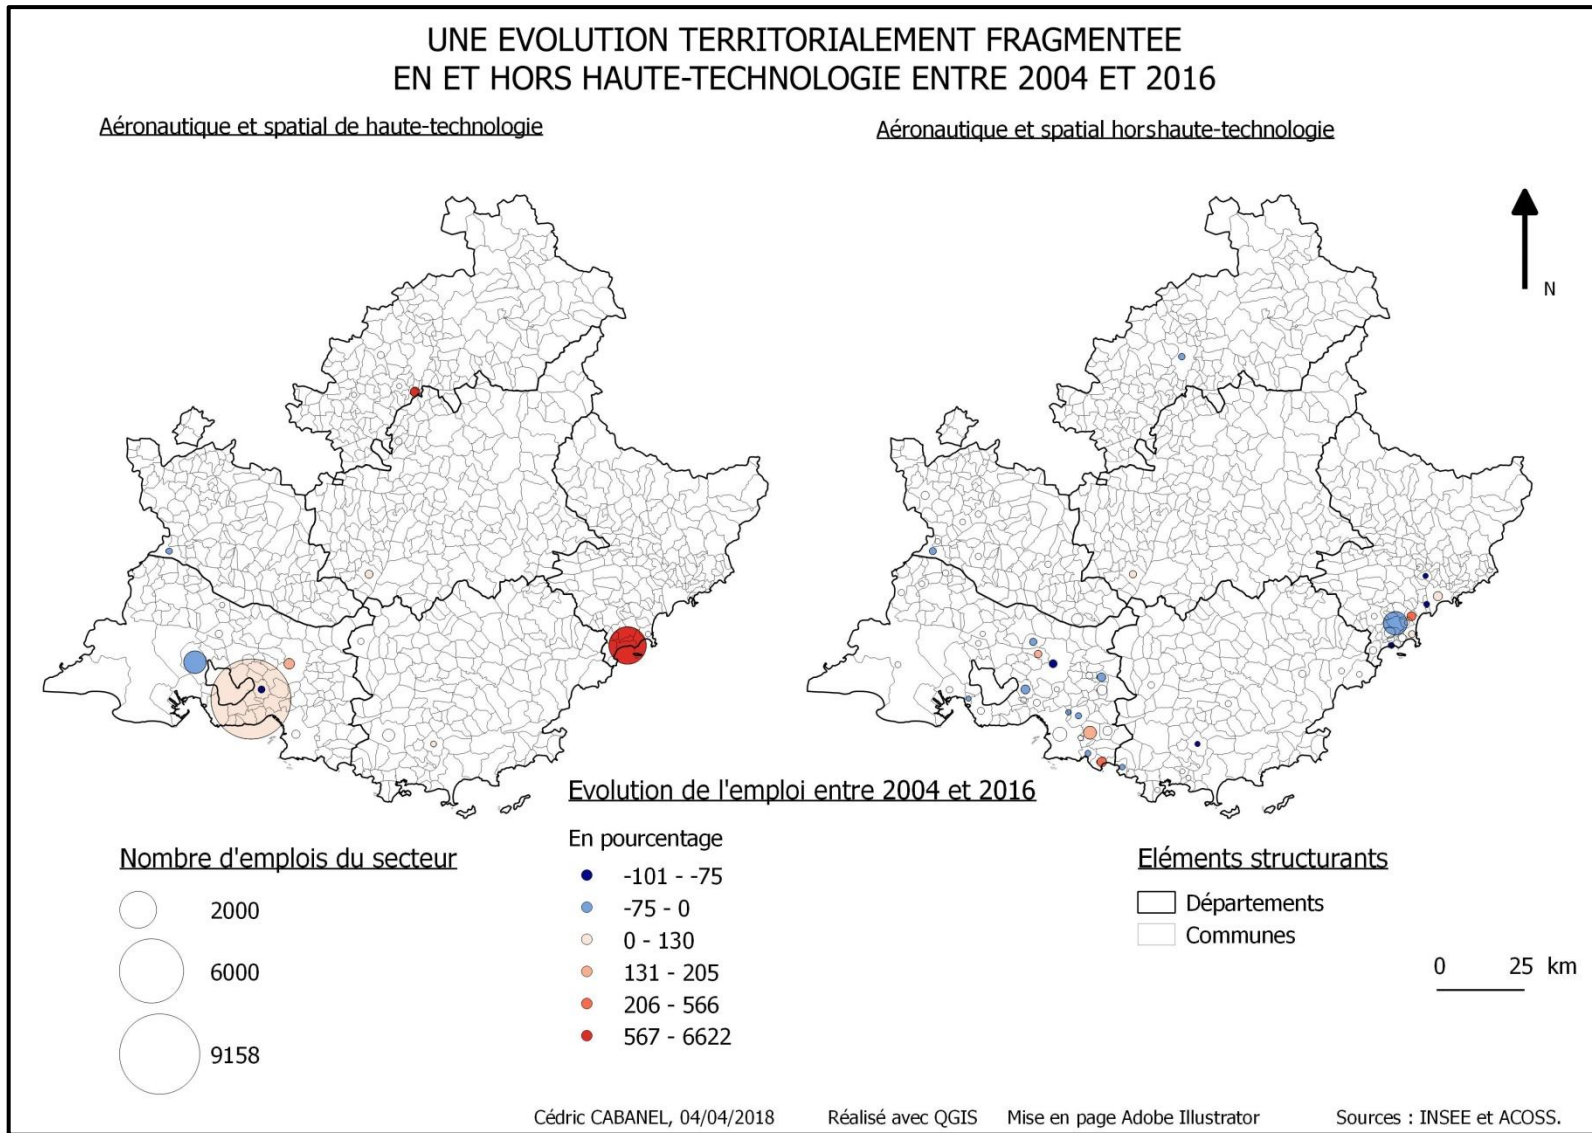 UNE EVOLUTION TERRITORIALEMENT FRAGMENTEE
EN ET HORS HAUTE-TECHNOLOGIE ENTRE 2004 ET 2016
Aéronautique et spatial de haute-technologie
Aéronautique et spatial horshaute-technologie
N
Evolution de l'emploi entre 2004 et 2016
En pourcentage
-101 - -75
-75 - 0
0 - 130
131 - 205
206 - 566
567 - 6622
Nombre d'emplois du secteur
2000
6000
9158
Eléments structurants
Départements
Communes
0 25 km
Cédric CABANEL, 04/04/2018 Réalisé avec QGIS Mise en page Adobe Illustrator Sources : INSEE et ACOSS.